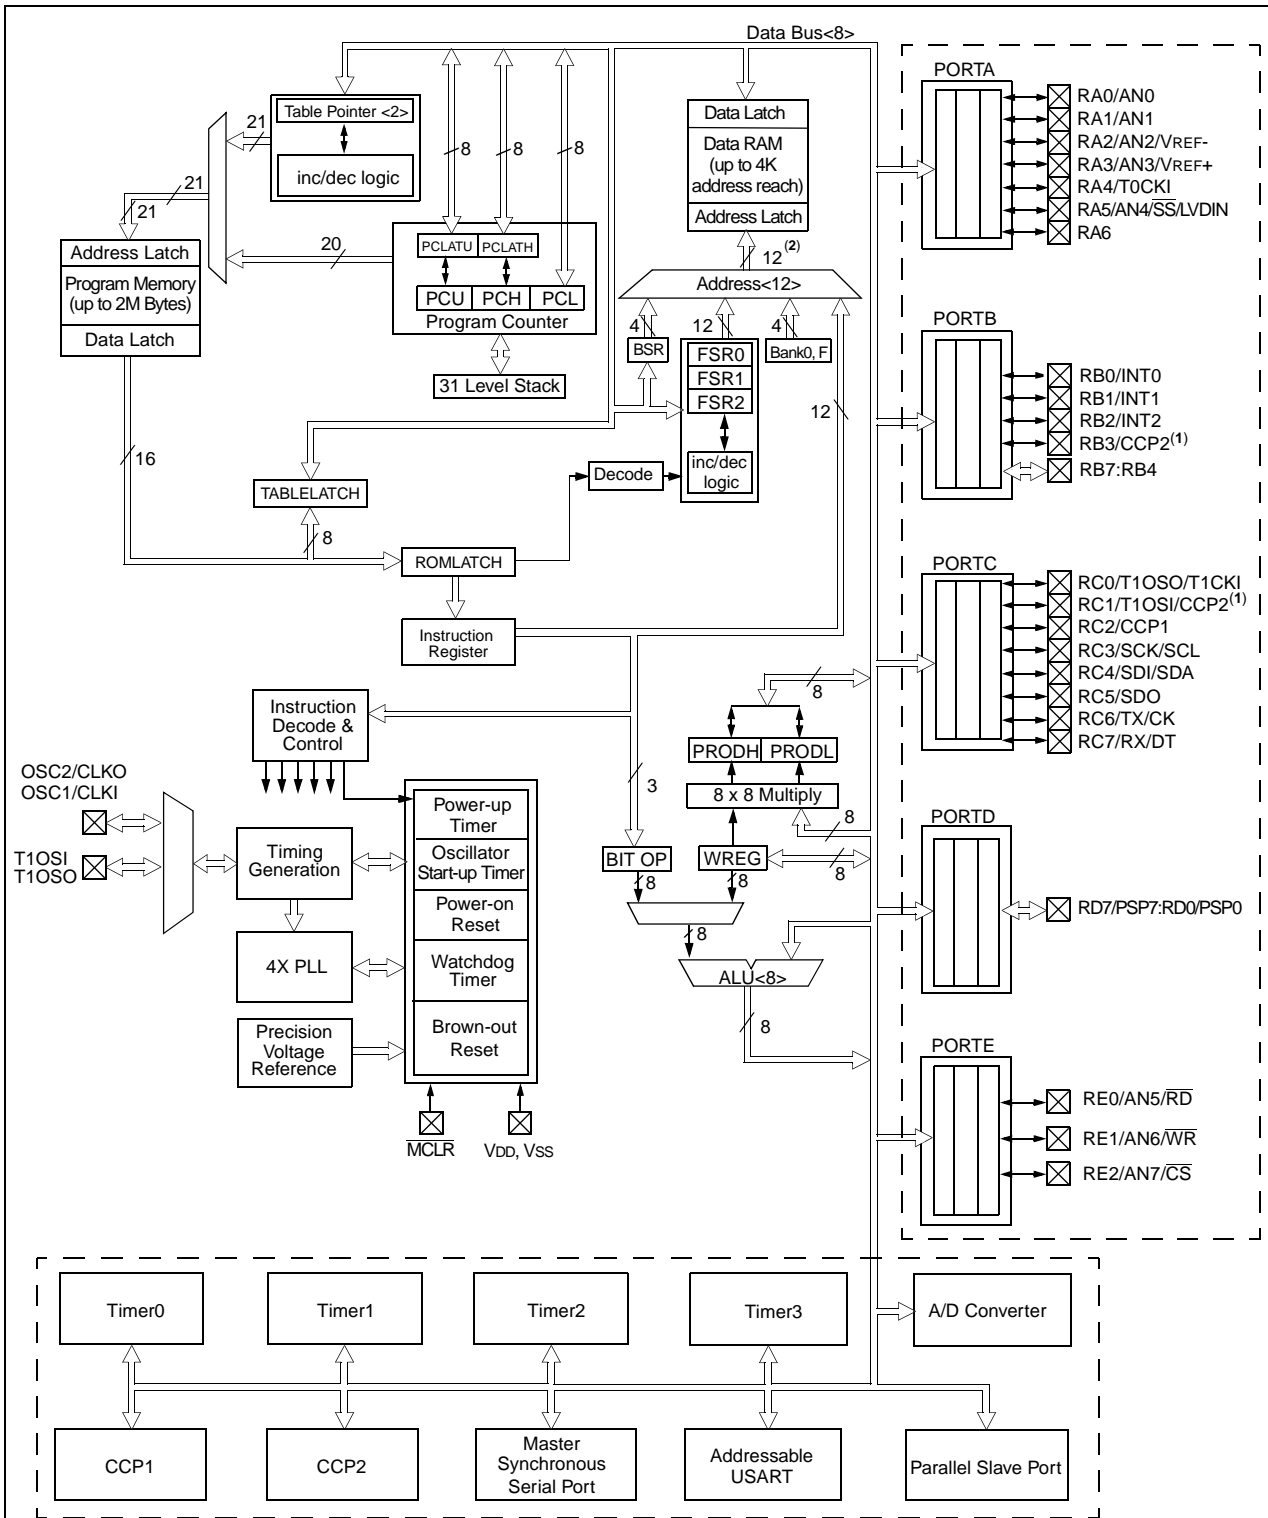 Data Bus<8>
Table Pointer <2>
inc/dec logic
21
21
21
20
Address Latch
Program Memory
(up to 2M Bytes)
Data Latch
16
8
8
8
PCLATU
PCLATH
PCU
PCH
PCL
Program Counter
31 Level Stack
Data Latch
Data RAM
(up to 4K
address reach)
Address Latch
12(2)
Address<12>
4
12
4
BSR
FSR0
FSR1
FSR2
inc/dec
logic
Bank0, F
12
Decode
TABLELATCH
8
ROMLATCH
Instruction
Register
Instruction
Decode &
Control
OSC2/CLKO
OSC1/CLKI
T1OSI
T1OSO
Timing
Generation
4X PLL
Precision
Voltage
Reference
Power-up
Timer
Oscillator
Start-up Timer
Power-on
Reset
Watchdog
Timer
Brown-out
Reset
MCLR
VDD, VSS
3
8
PRODH
PRODL
8 x 8 Multiply
8
BIT OP
WREG
8
8
8
8
ALU<8>
8
PORTA
RA0/AN0
RA1/AN1
RA2/AN2/VREF-
RA3/AN3/VREF+
RA4/T0CKI
RA5/AN4/SS/LVDIN
RA6
PORTB
RB0/INT0
RB1/INT1
RB2/INT2
RB3/CCP2(1)
RB7:RB4
PORTC
RC0/T1OSO/T1CKI
RC1/T1OSI/CCP2(1)
RC2/CCP1
RC3/SCK/SCL
RC4/SDI/SDA
RC5/SDO
RC6/TX/CK
RC7/RX/DT
PORTD
RD7/PSP7:RD0/PSP0
PORTE
RE0/AN5/RD
RE1/AN6/WR
RE2/AN7/CS
Timer0
Timer1
Timer2
Timer3
A/D Converter
CCP1
CCP2
Master
Synchronous
Serial Port
Addressable
USART
Parallel Slave Port